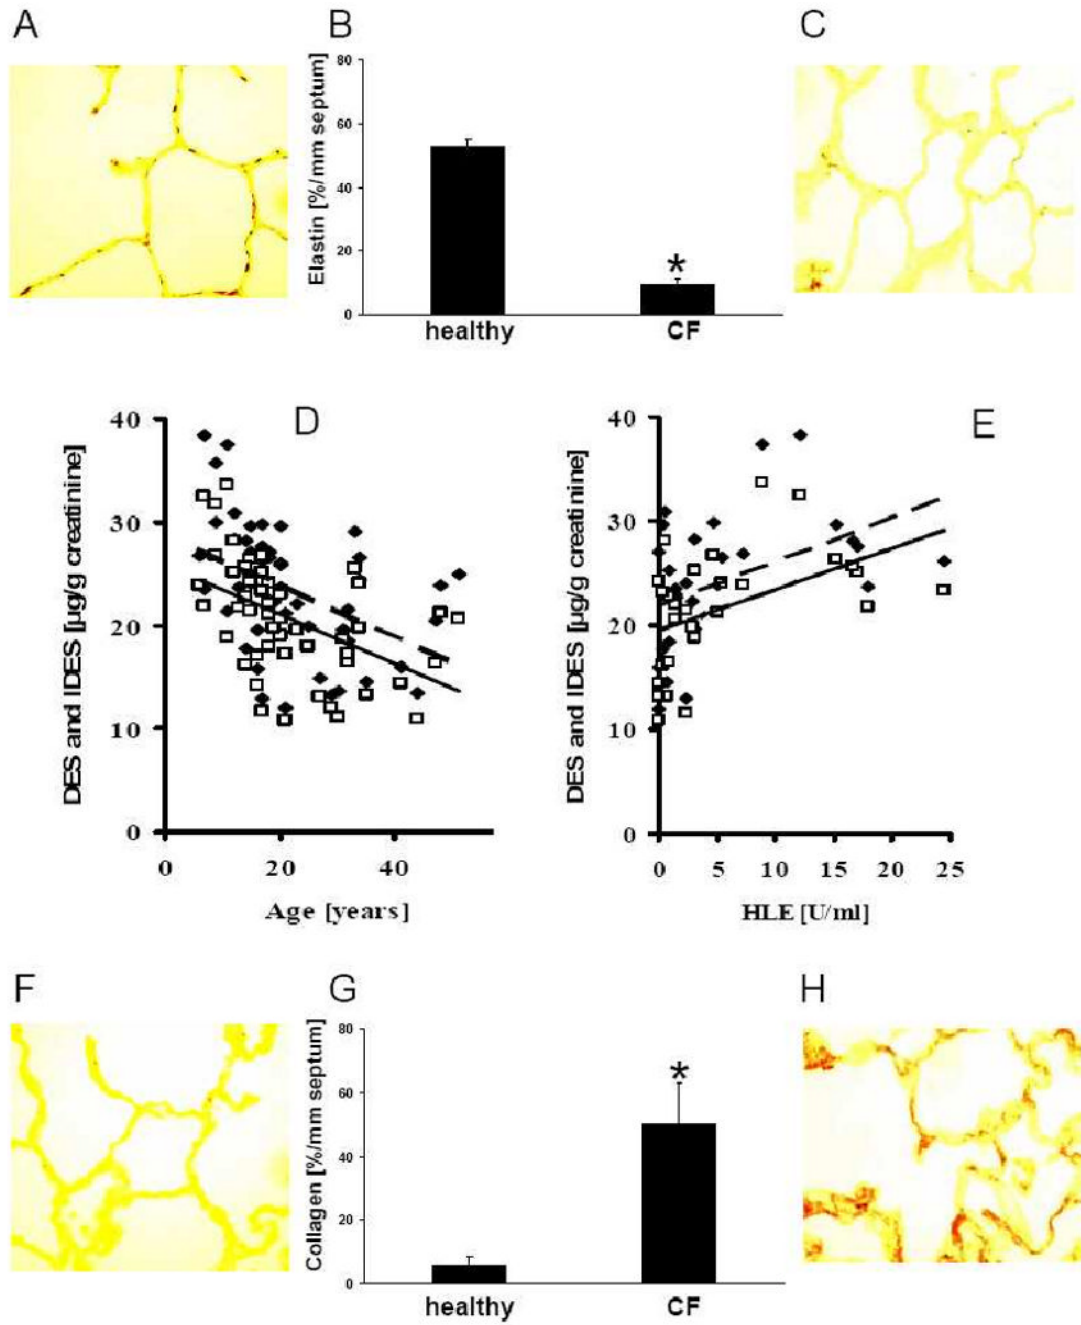 A
B
C
Elastin [%/mm septum]
80
60
40
20
0
*
healthy
CF
D
E
DES and IDES [µg/g creatinine]
40
30
20
10
0
0
20
40
Age [years]
DES and IDES [µg/g creatinine]
40
30
20
10
0
0
5
10
15
20
25
HLE [U/ml]
F
G
H
Collagen [%/mm septum]
80
60
40
20
0
*
healthy
CF